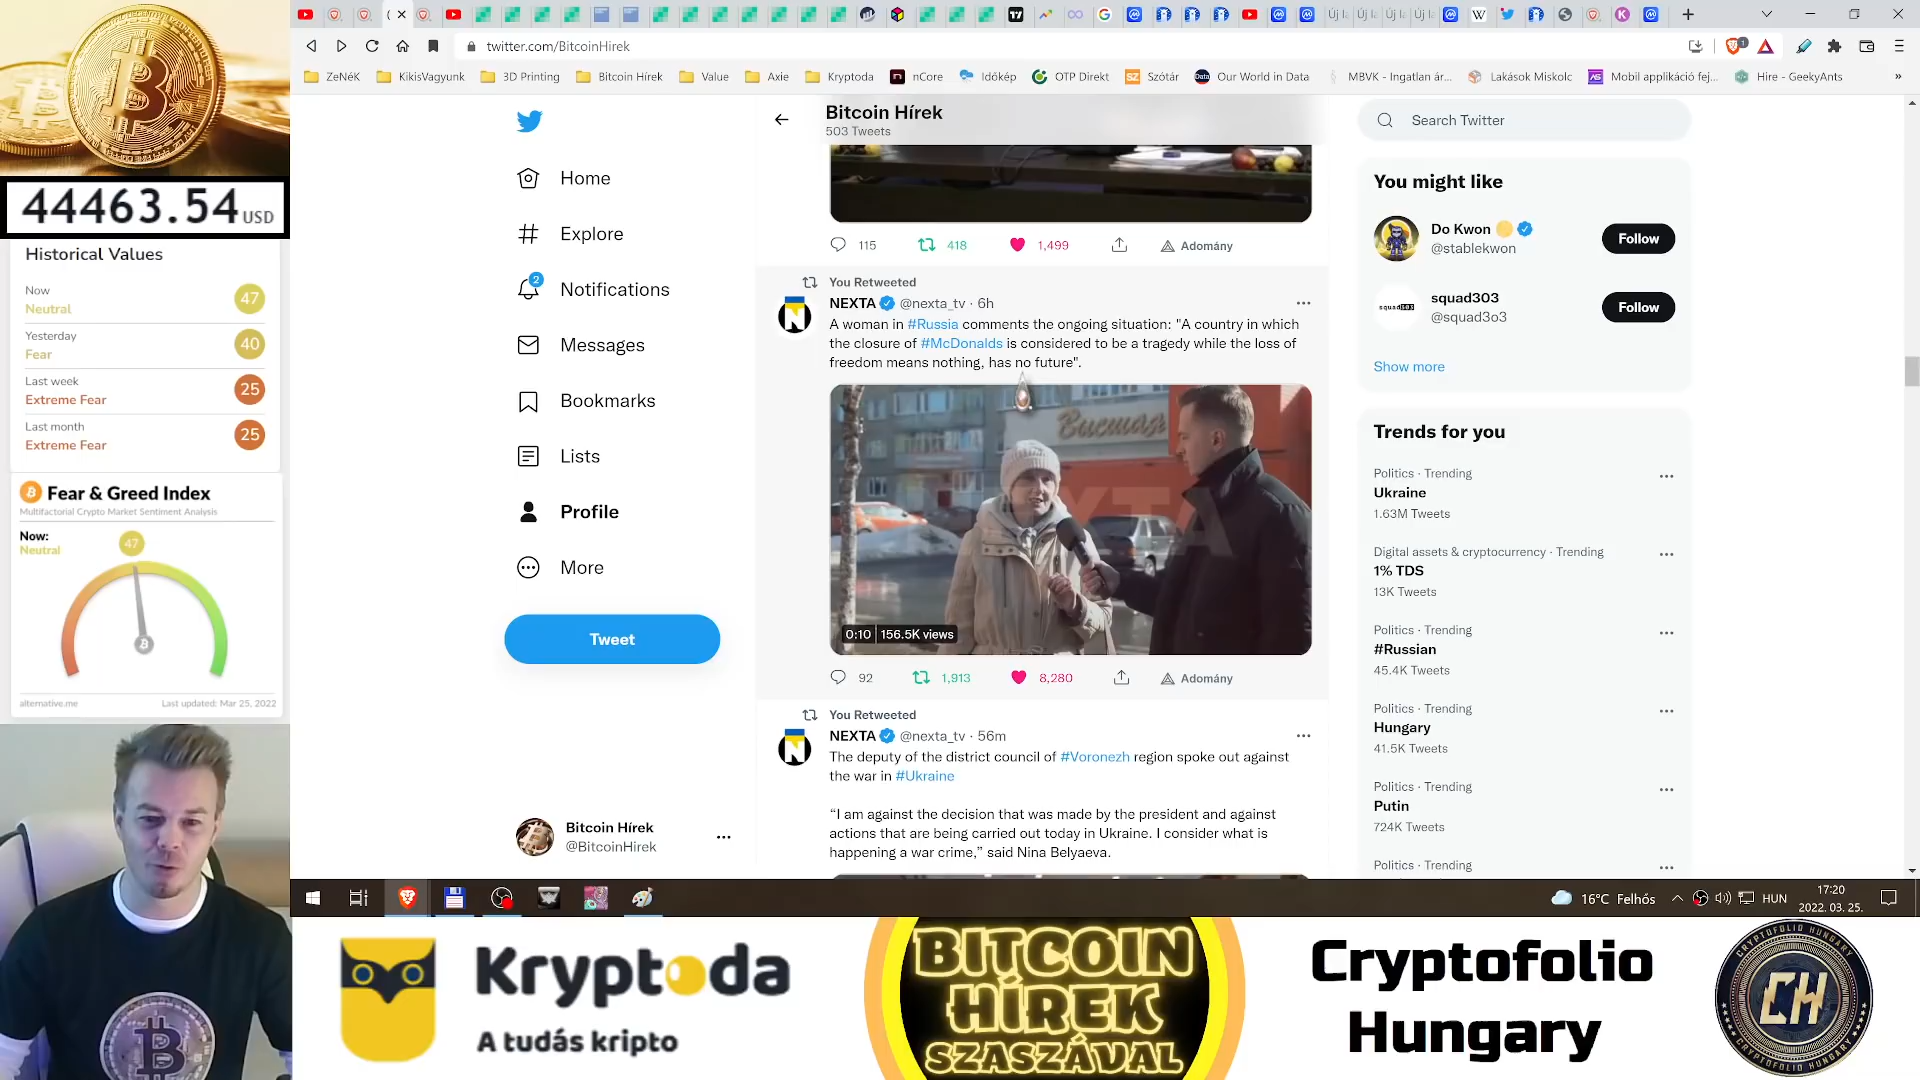 44463.54 USD
Historical Values
Now
Neutral
47
Yesterday
Fear
40
Last week
Extreme Fear
25
Last month
Extreme Fear
25
Fear & Greed Index
Multifactorial Crypto Market Sentiment Analysis
Now:
Neutral
47
alternative.me
Last updated: Mar 25, 2022
twitter.com/BitcoinHirek
ZeNéK
KikisVagyunk
3D Printing
Bitcoin Hírek
Value
Axie
Kryptoda
nCore
Időkép
OTP Direkt
Szótár
Our World in Data
MBVK - Ingatlan ár...
Lakások Miskolc
Mobil applikáció fej...
Hire - GeekyAnts
Home
Explore
2
Notifications
Messages
Bookmarks
Lists
Profile
More
Tweet
Bitcoin Hírek
@BitcoinHirek
Bitcoin Hírek
503 Tweets
115
418
1,499
Adomány
You Retweeted
NEXTA @nexta_tv · 6h
A woman in #Russia comments the ongoing situation: "A country in which
the closure of #McDonalds is considered to be a tragedy while the loss of
freedom means nothing, has no future".
0:10 156.5K views
92
1,913
8,280
Adomány
You Retweeted
NEXTA @nexta_tv · 56m
The deputy of the district council of #Voronezh region spoke out against
the war in #Ukraine
“I am against the decision that was made by the president and against
actions that are being carried out today in Ukraine. I consider what is
happening a war crime,” said Nina Belyaeva.
Search Twitter
You might like
Do Kwon
@stablekwon
Follow
squad303
@squad3o3
Follow
Show more
Trends for you
Politics · Trending
Ukraine
1.63M Tweets
Digital assets & cryptocurrency · Trending
1% TDS
13K Tweets
Politics · Trending
#Russian
45.4K Tweets
Politics · Trending
Hungary
41.5K Tweets
Politics · Trending
Putin
724K Tweets
Politics · Trending
16°C Felhős
HUN
17:20
2022. 03. 25.
Kryptoda
A tudás kripto
BITCOIN
HÍREK
SZASZÁVAL
Cryptofolio
Hungary
CRYPTOFOLIO HUNGARY
CH
CRYPTOFOLIO HUNGARY